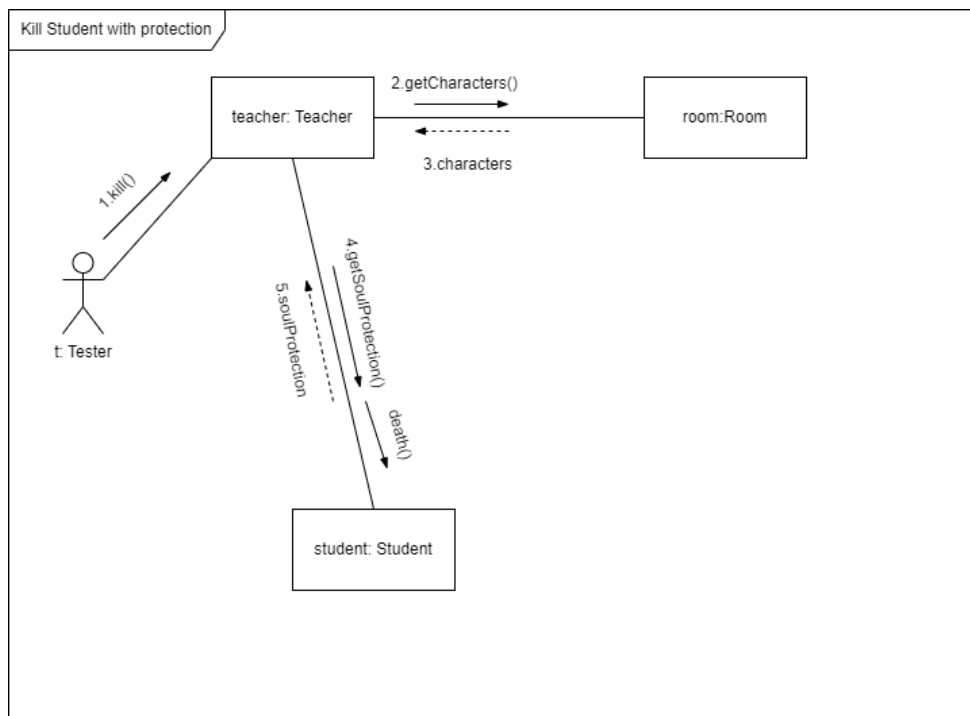 Kill Student with protection
2.getCharacters()
teacher: Teacher
room:Room
3.characters
1.kill()
4.getSoulProtection()
5.soulProtection
t: Tester
death()
student: Student